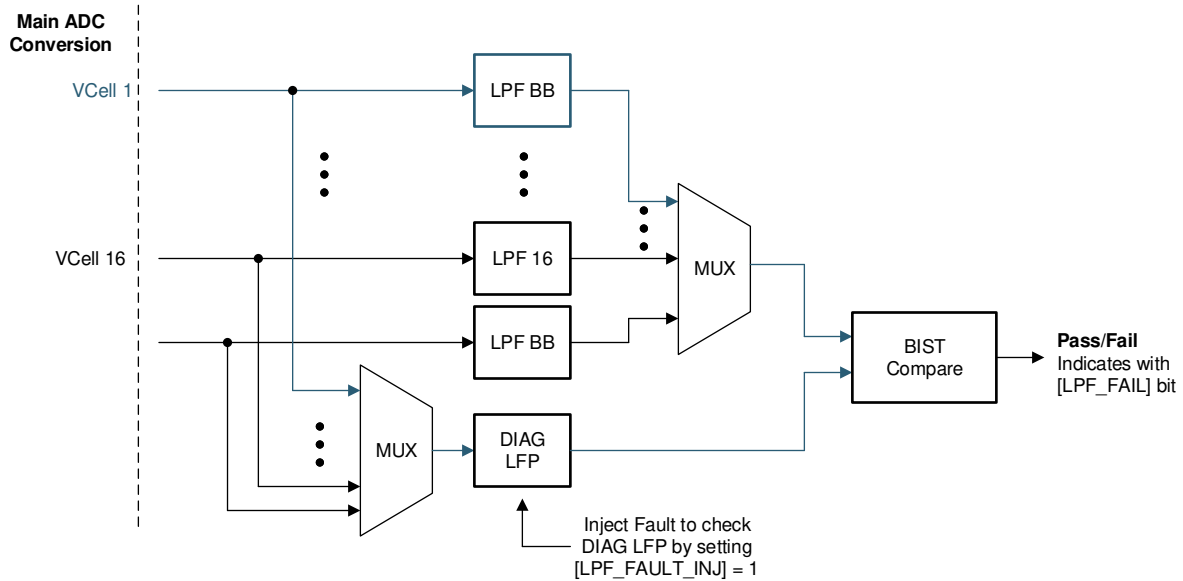 Main ADC
Conversion
VCell 1
LPF BB
VCell 16
LPF 16
MUX
LPF BB
BIST
Compare
Pass/Fail
Indicates with
[LPF_FAIL] bit
MUX
DIAG
LFP
Inject Fault to check
DIAG LFP by setting
[LPF_FAULT_INJ] = 1